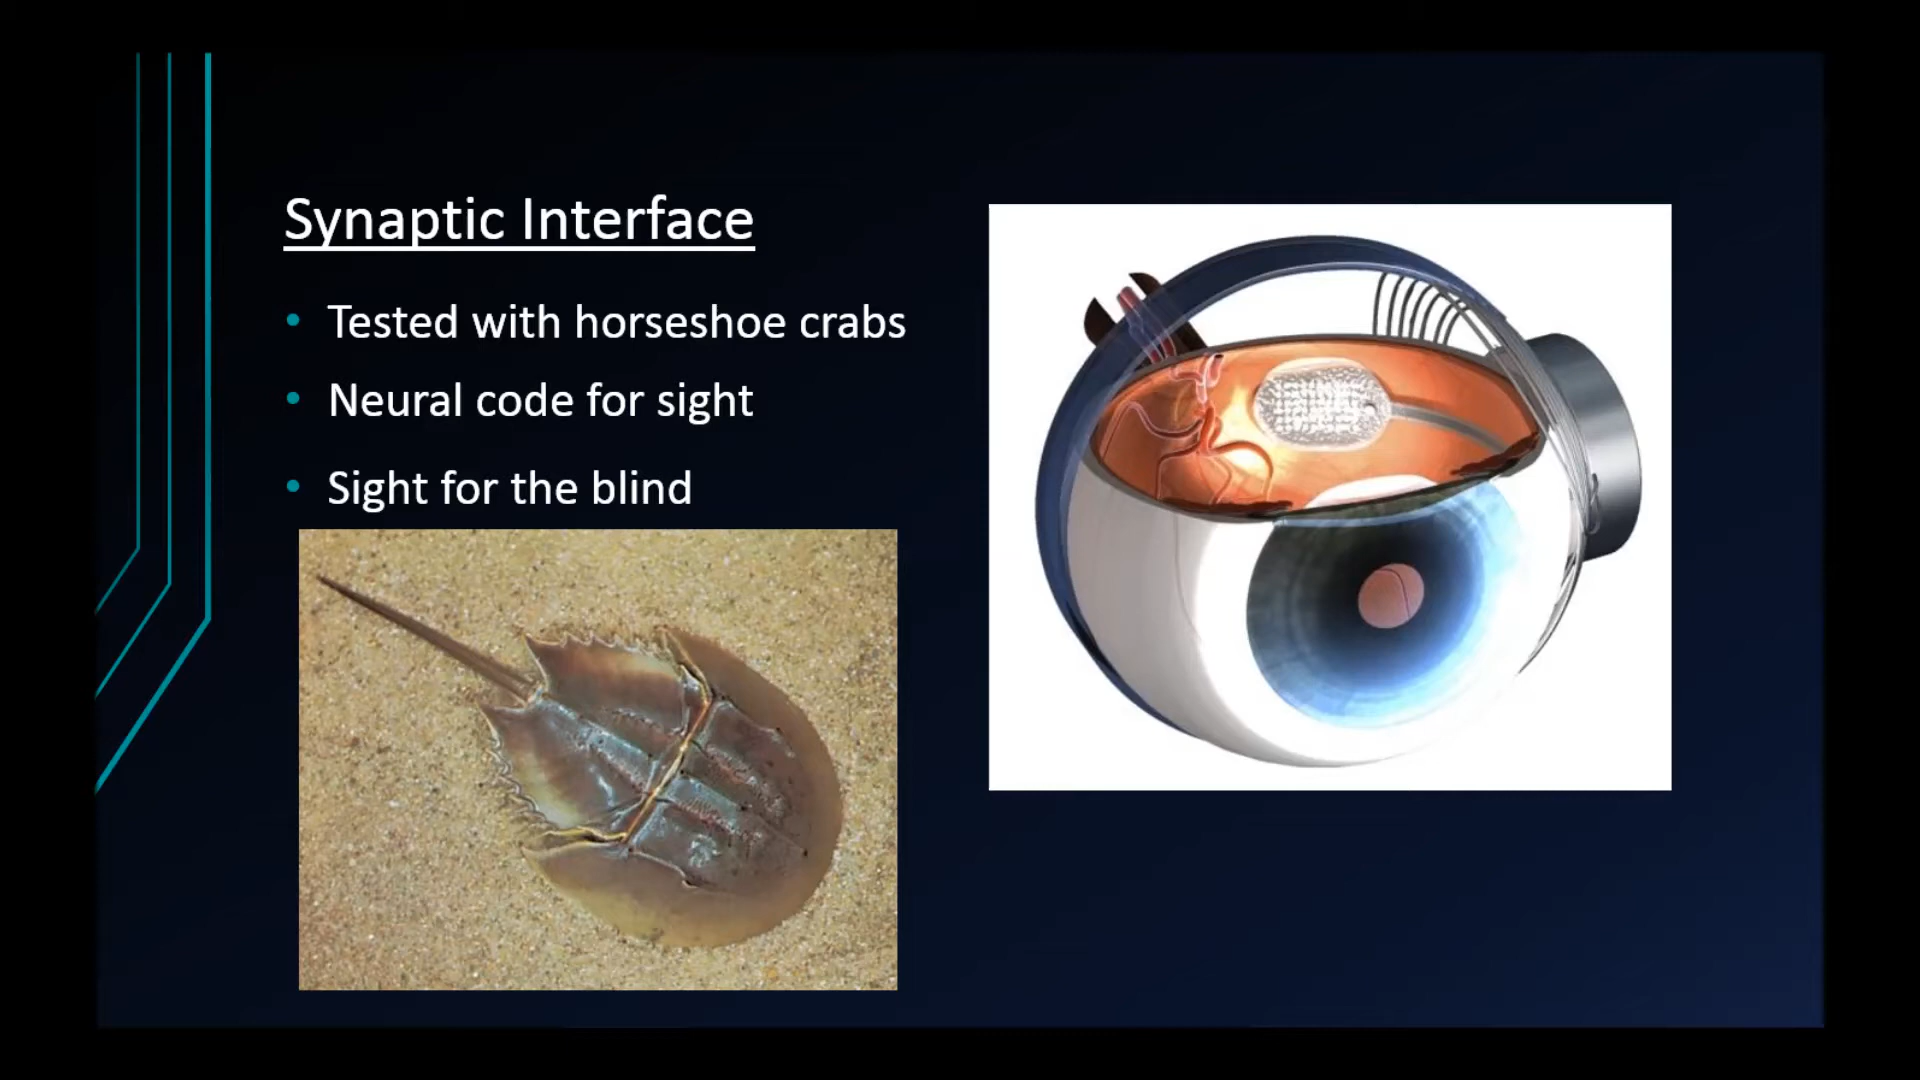 Synaptic Interface
• Tested with horseshoe crabs
• Neural code for sight
• Sight for the blind